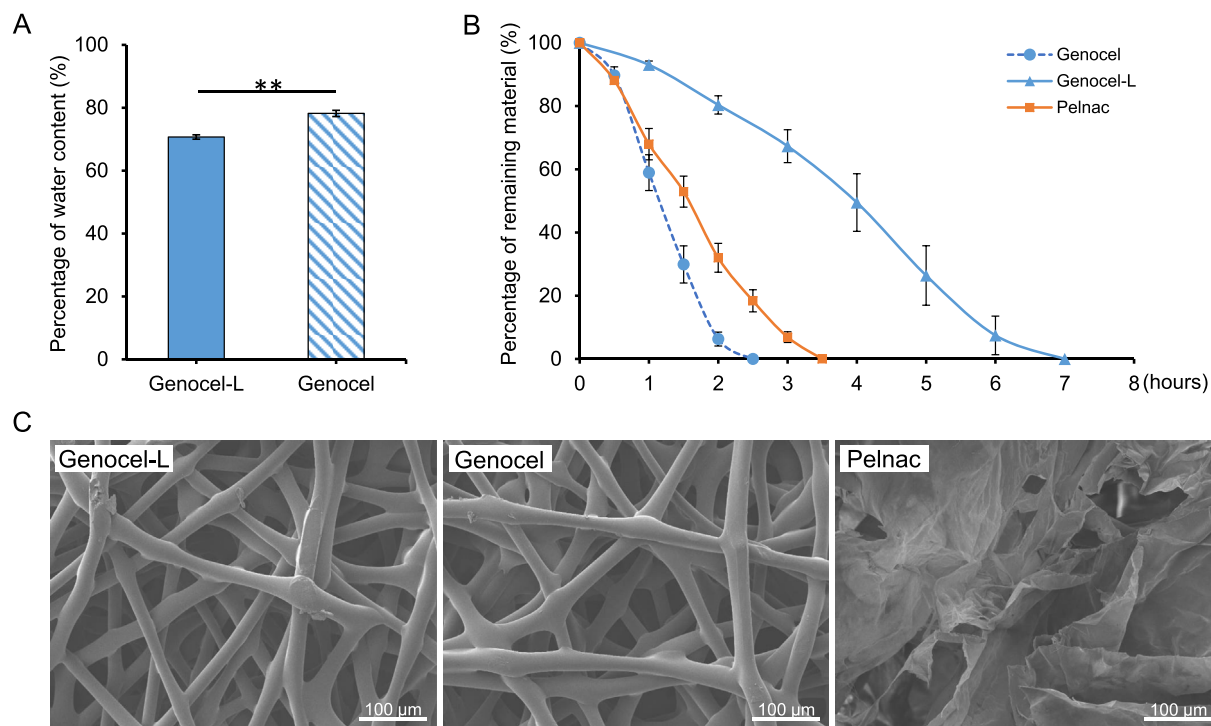 A
Percentage of water content (%)
100
80
60
40
20
0
**
Genocel-L
Genocel
B
Percentage of remaining material (%)
100
80
60
40
20
0
0 1 2 3 4 5 6 7 8 (hours)
Genocel
Genocel-L
Pelnac
C
Genocel-L
100 µm
Genocel
100 µm
Pelnac
100 µm